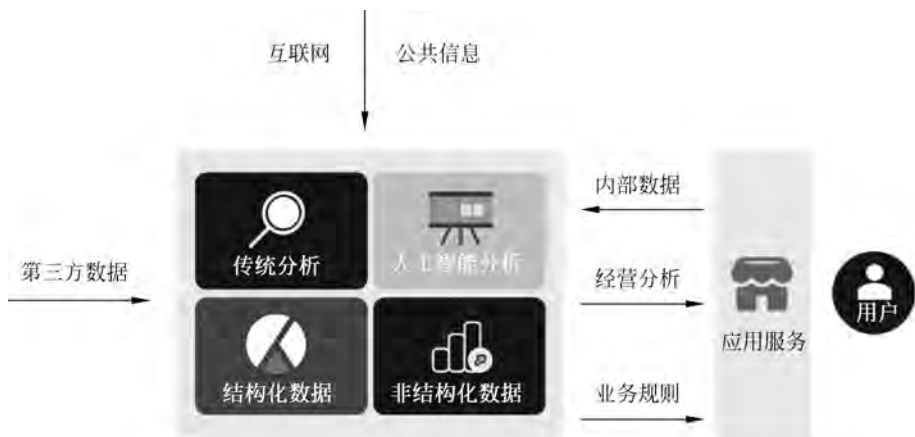 互联网 公共信息
内部数据
传统分析 人工智能分析
第三方数据 经营分析
用户
应用服务
结构化数据 非结构化数据 业务规则